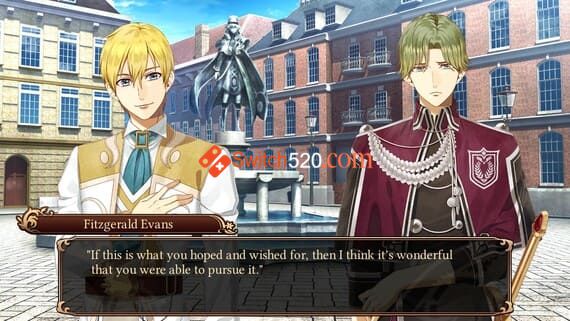 Switch520.com
Fitzgerald Evans
"If this is what you hoped and wished for, then I think it's wonderful
that you were able to pursue it."